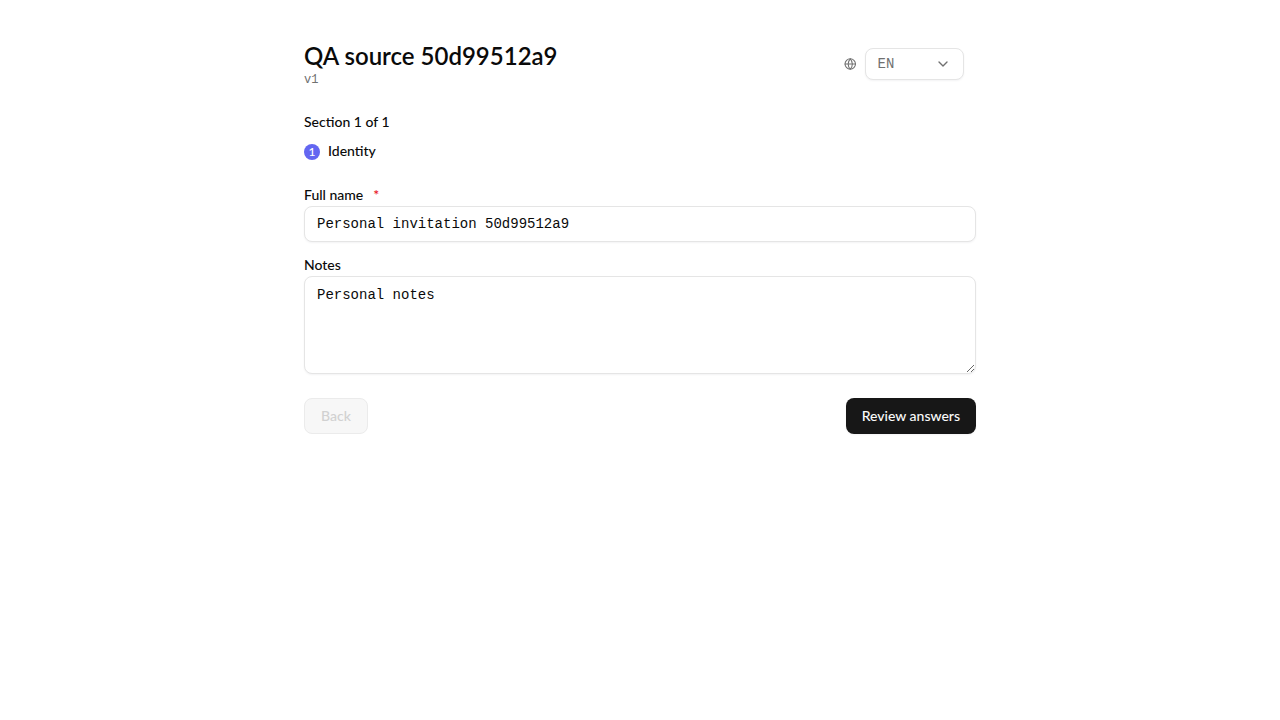 QA source 50d99512a9
v1
EN
Section 1 of 1
1 Identity
Full name *
Personal invitation 50d99512a9
Notes
Personal notes
Back
Review answers